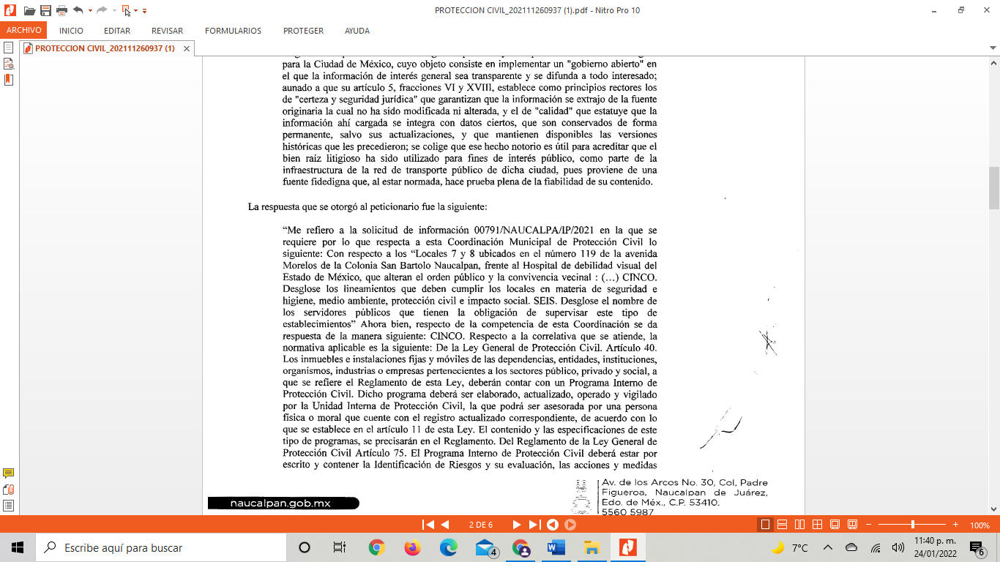 PROTECCION CIVIL_202111260937 (1).pdf - Nitro Pro 10
ARCHIVO INICIO EDITAR REVISAR FORMULARIOS PROTEGER AYUDA
PROTECCION CIVIL_202111260937 (1)
para la Ciudad de México, cuyo objeto consiste en implementar un "gobierno abierto" en
el que la información de interés general sea transparente y se difunda a todo interesado;
aunado a que su artículo 5, fracciones VI y XVIII, establece como principios rectores los
de "certeza y seguridad jurídica" que garantizan que la información se extrajo de la fuente
originaria la cual no ha sido modificada ni alterada, y el de "calidad" que estatuye que la
información ahí cargada se integra con datos ciertos, que son conservados de forma
permanente, salvo sus actualizaciones, y que mantienen disponibles las versiones
históricas que les precedieron; se colige que ese hecho notorio es útil para acreditar que el
bien raíz litigioso ha sido utilizado para fines de interés público, como parte de la
infraestructura de la red de transporte público de dicha ciudad, pues proviene de una
fuente fidedigna que, al estar normada, hace prueba plena de la fiabilidad de su contenido.
La respuesta que se otorgó al peticionario fue la siguiente:
“Me refiero a la solicitud de información 00791/NAUCALPA/IP/2021 en la que se
requiere por lo que respecta a esta Coordinación Municipal de Protección Civil lo
siguiente: Con respecto a los “Locales 7 y 8 ubicados en el número 119 de la avenida
Morelos de la Colonia San Bartolo Naucalpan, frente al Hospital de debilidad visual del
Estado de México, que alteran el orden público y la convivencia vecinal : (...) CINCO.
Desglose los lineamientos que deben cumplir los locales en materia de seguridad e
higiene, medio ambiente, protección civil e impacto social. SEIS. Desglose el nombre de
los servidores públicos que tienen la obligación de supervisar este tipo de
establecimientos” Ahora bien, respecto de la competencia de esta Coordinación se da
respuesta de la manera siguiente: CINCO. Respecto a la correlativa que se atiende, la
normativa aplicable es la siguiente: De la Ley General de Protección Civil. Artículo 40.
Los inmuebles e instalaciones fijas y móviles de las dependencias, entidades, instituciones,
organismos, industrias o empresas pertenecientes a los sectores público, privado y social, a
que se refiere el Reglamento de esta Ley, deberán contar con un Programa Interno de
Protección Civil. Dicho programa deberá ser elaborado, actualizado, operado y vigilado
por la Unidad Interna de Protección Civil, la que podrá ser asesorada por una persona
física o moral que cuente con el registro actualizado correspondiente, de acuerdo con lo
que se establece en el artículo 11 de esta Ley. El contenido y las especificaciones de este
tipo de programas, se precisarán en el Reglamento. Del Reglamento de la Ley General de
Protección Civil Artículo 75. El Programa Interno de Protección Civil deberá estar por
escrito y contener la Identificación de Riesgos y su evaluación, las acciones y medidas
naucalpan.gob.mx
Av. de los Arcos No. 30, Col, Padre
Figueroa, Naucalpan de Juárez,
Edo. de Méx., C.P. 53410.
5560 5987
2 DE 6
100%
Escribe aquí para buscar
4
7°C
11:40 p. m.
24/01/2022
6